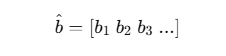 b̂ = [b₁ b₂ b₃ ...]